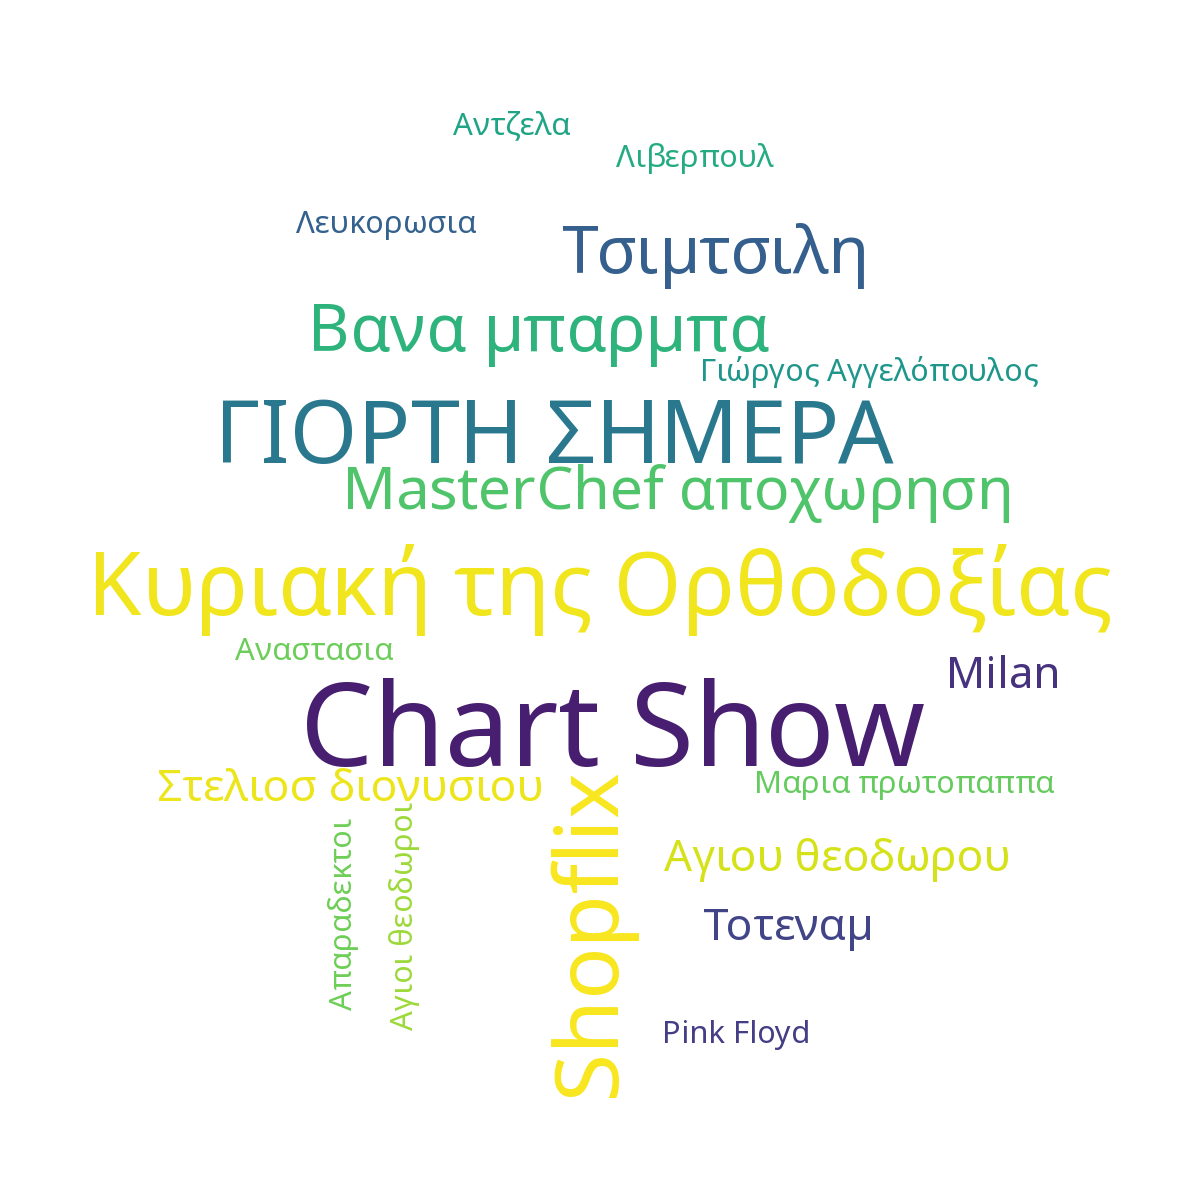 Αντζελα
Λιβερπουλ
Λευκορωσια
Τσιμτσιλη
Βανα μπαρμπα
Γιώργος Αγγελόπουλος
ΓΙΟΡΤΗ ΣΗΜΕΡΑ
MasterChef αποχωρηση
Κυριακή της Ορθοδοξίας
Αναστασια
Milan
Chart Show
Στελιοσ διονυσιου
Μαρια πρωτοπαππα
Shopflix
Απαραδεκτοι
Αγιοι θεοδωροι
Αγιου θεοδωρου
Τοτεναμ
Pink Floyd